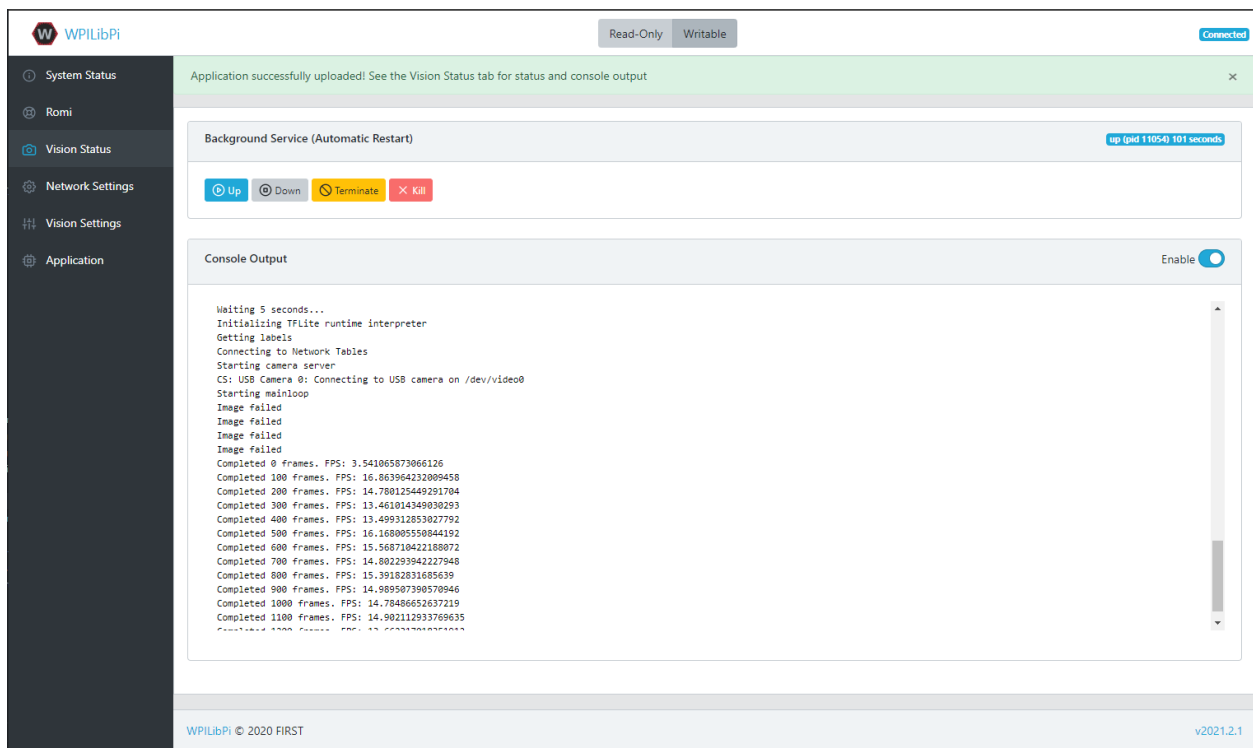 W WPILibPi
Read-Only Writable
Connected
System Status
Romi
Vision Status
Network Settings
Vision Settings
Application
Application successfully uploaded! See the Vision Status tab for status and console output ×
Background Service (Automatic Restart)
up (pid 11054) 101 seconds
Up Down Terminate Kill
Console Output
Enable
Waiting 5 seconds...
Initializing TFLite runtime interpreter
Getting labels
Connecting to Network Tables
Starting camera server
CS: USB Camera 0: Connecting to USB camera on /dev/video0
Starting mainloop
Image failed
Image failed
Image failed
Image failed
Completed 0 frames. FPS: 3.541065873066126
Completed 100 frames. FPS: 16.863964232009458
Completed 200 frames. FPS: 14.780125449291704
Completed 300 frames. FPS: 13.461014349030293
Completed 400 frames. FPS: 13.499312853027792
Completed 500 frames. FPS: 16.168005550844192
Completed 600 frames. FPS: 15.568710422188072
Completed 700 frames. FPS: 14.802293942227948
Completed 800 frames. FPS: 15.39182831685639
Completed 900 frames. FPS: 14.989507390570946
Completed 1000 frames. FPS: 14.78486652637219
Completed 1100 frames. FPS: 14.902112933769635
Completed 1200 frames. FPS:
WPILibPi © 2020 FIRST
v2021.2.1